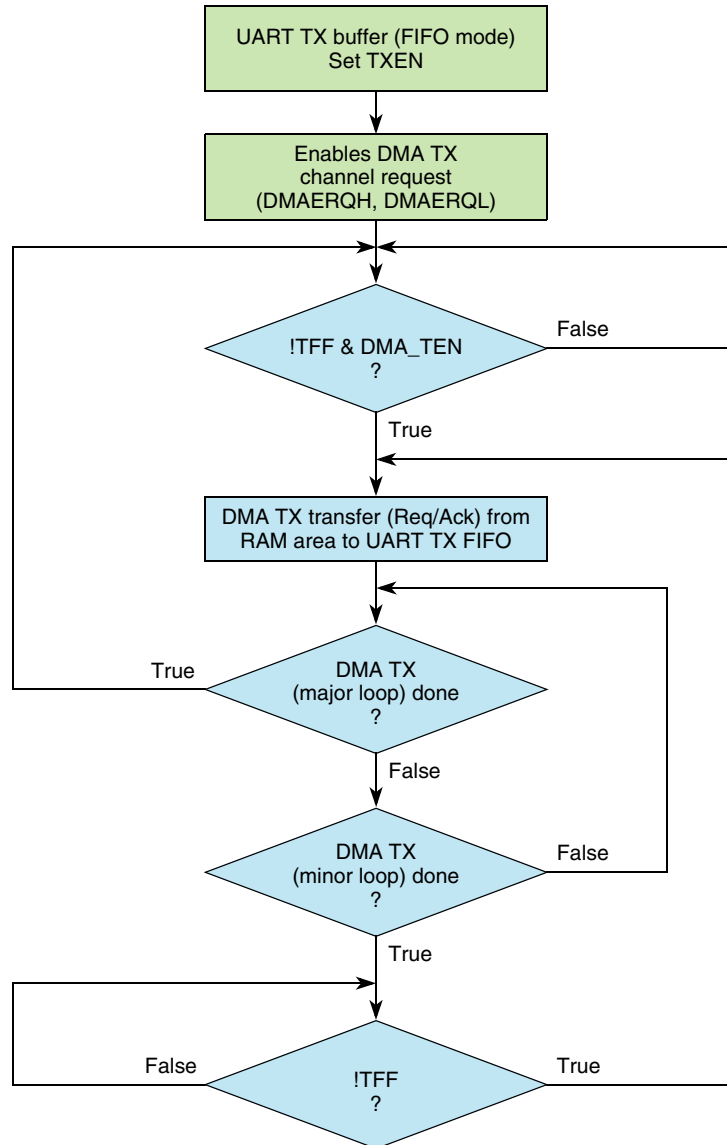 UART TX buffer (FIFO mode)
Set TXEN
Enables DMA TX
channel request
(DMAERQH, DMAERQL)
!TFF & DMA_TEN
?
False
True
DMA TX transfer (Req/Ack) from
RAM area to UART TX FIFO
True
DMA TX
(major loop) done
?
False
DMA TX
(minor loop) done
?
False
True
False
!TFF
?
True